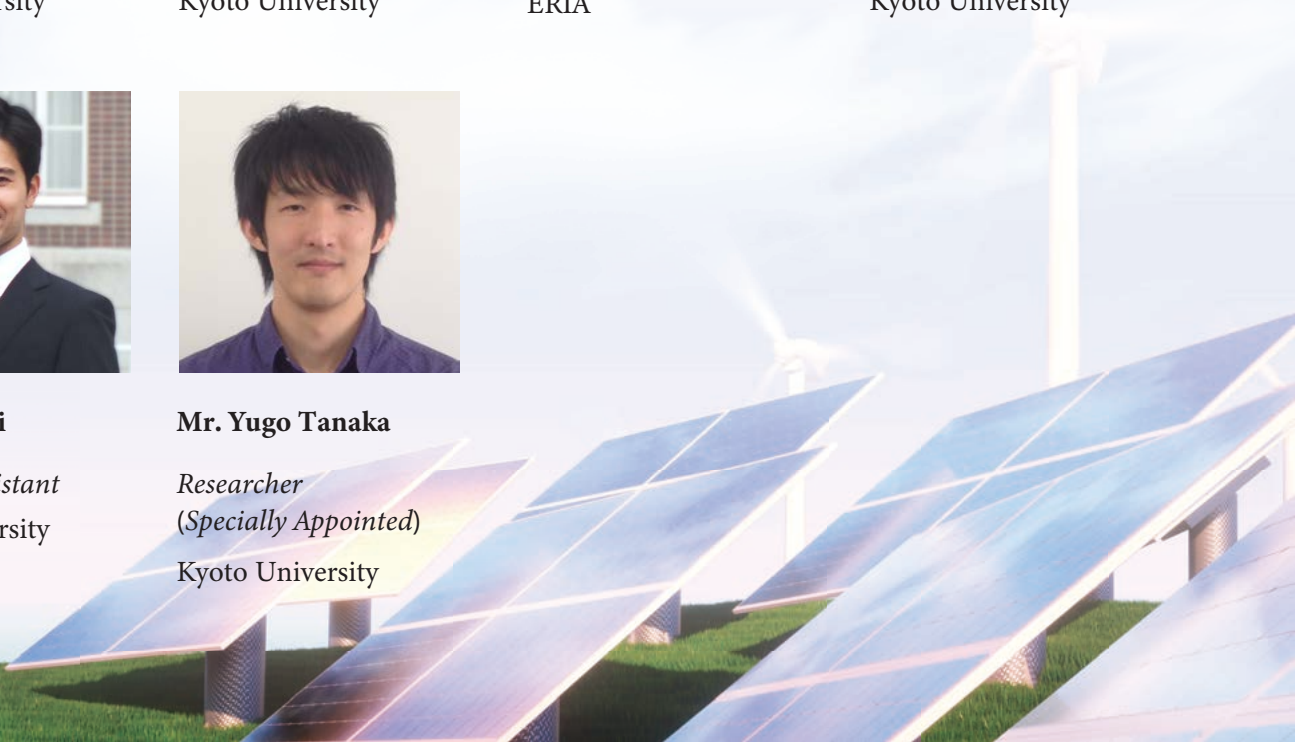 Kyoto University
ERIA
Kyoto University
Mr. Yugo Tanaka
Researcher
(Specially Appointed)
Kyoto University